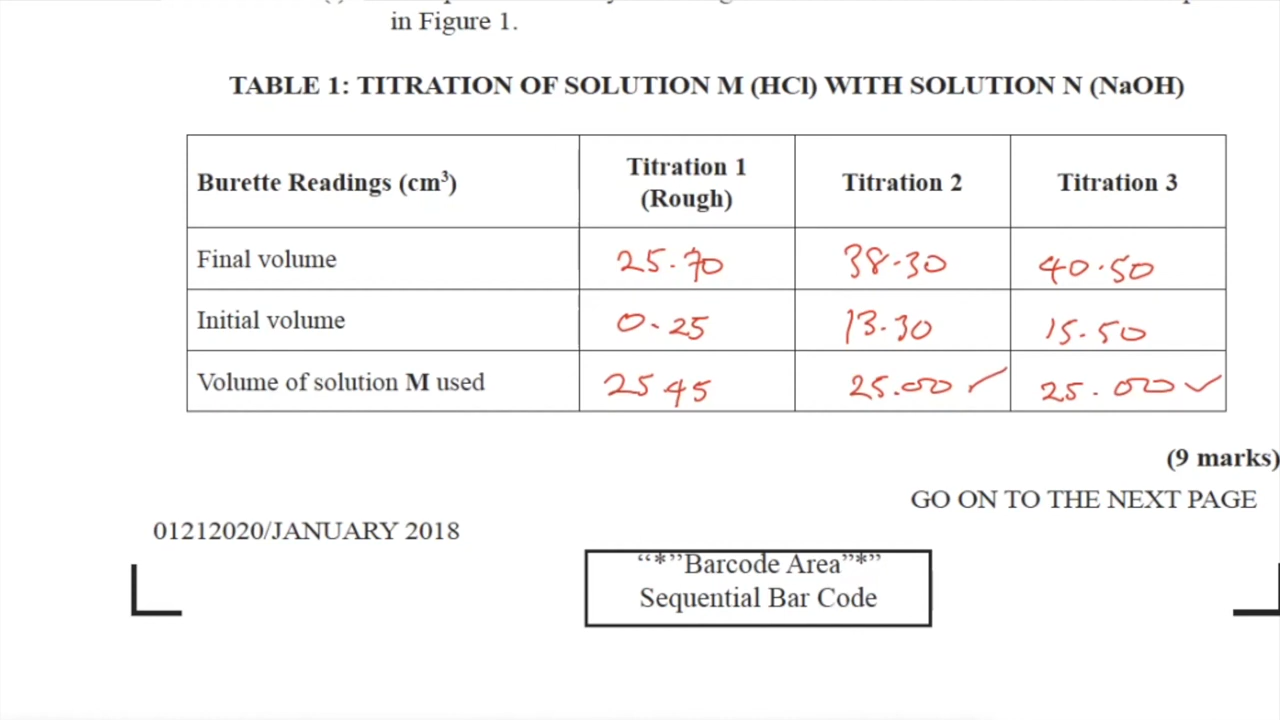 in Figure 1.
TABLE 1: TITRATION OF SOLUTION M (HCl) WITH SOLUTION N (NaOH)
Burette Readings (cm³) Titration 1 (Rough) Titration 2 Titration 3
Final volume 25.70 38.30 40.50
Initial volume 0.25 13.30 15.50
Volume of solution M used 25 45 25.00 ✓ 25.00 ✓
(9 marks)
GO ON TO THE NEXT PAGE
01212020/JANUARY 2018
“*”Barcode Area”*”
Sequential Bar Code